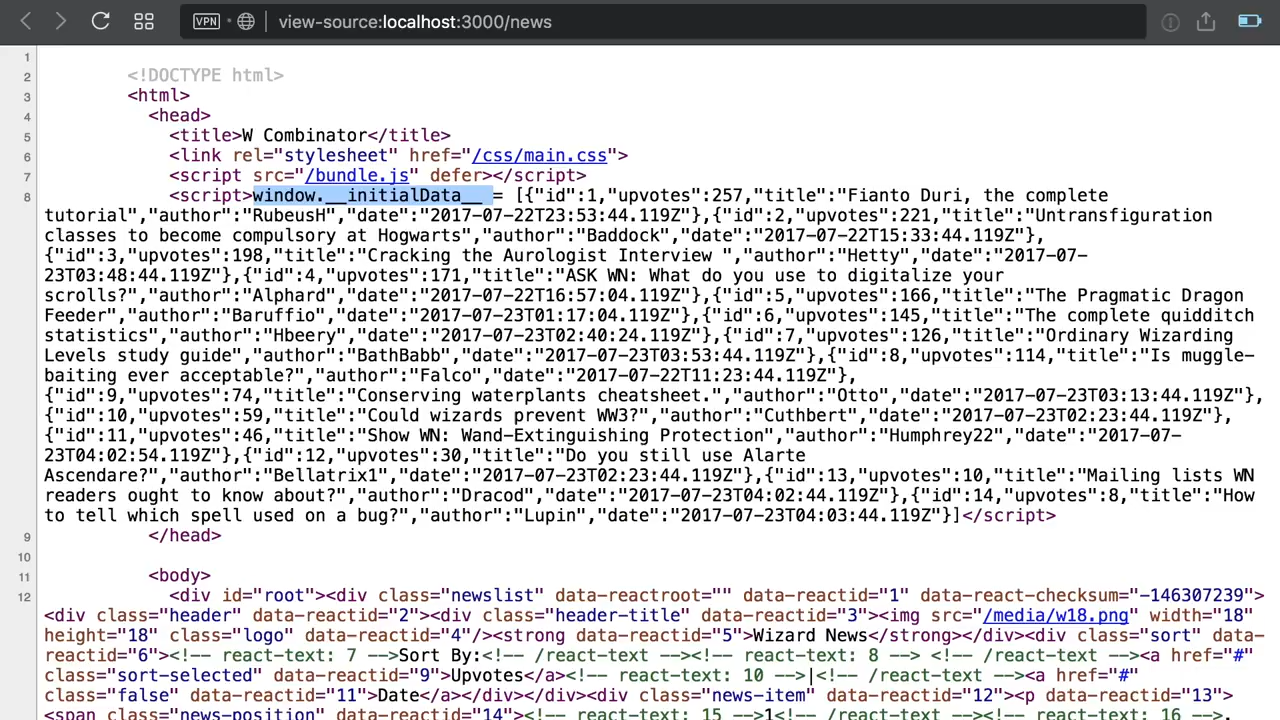 VPN view-source:localhost:3000/news
1
2 <!DOCTYPE html>
3 <html>
4 <head>
5 <title>W Combinator</title>
6 <link rel="stylesheet" href="/css/main.css">
7 <script src="/bundle.js" defer></script>
8 <script>window.__initialData__ = [{"id":1,"upvotes":257,"title":"Fianto Duri, the complete
tutorial","author":"RubeusH","date":"2017-07-22T23:53:44.119Z"},{"id":2,"upvotes":221,"title":"Untransfiguration
classes to become compulsory at Hogwarts","author":"Baddock","date":"2017-07-22T15:33:44.119Z"},
{"id":3,"upvotes":198,"title":"Cracking the Aurologist Interview ","author":"Hetty","date":"2017-07-
23T03:48:44.119Z"},{"id":4,"upvotes":171,"title":"ASK WN: What do you use to digitalize your
scrolls?","author":"Alphard","date":"2017-07-22T16:57:04.119Z"},{"id":5,"upvotes":166,"title":"The Pragmatic Dragon
Feeder","author":"Baruffio","date":"2017-07-23T01:17:04.119Z"},{"id":6,"upvotes":145,"title":"The complete quidditch
statistics","author":"Hbeery","date":"2017-07-23T02:40:24.119Z"},{"id":7,"upvotes":126,"title":"Ordinary Wizarding
Levels study guide","author":"BathBabb","date":"2017-07-23T03:53:44.119Z"},{"id":8,"upvotes":114,"title":"Is muggle-
baiting ever acceptable?","author":"Falco","date":"2017-07-22T11:23:44.119Z"},
{"id":9,"upvotes":74,"title":"Conserving waterplants cheatsheet.","author":"Otto","date":"2017-07-23T03:13:44.119Z"},
{"id":10,"upvotes":59,"title":"Could wizards prevent WW3?","author":"Cuthbert","date":"2017-07-23T02:23:44.119Z"},
{"id":11,"upvotes":46,"title":"Show WN: Wand-Extinguishing Protection","author":"Humphrey22","date":"2017-07-
23T04:02:54.119Z"},{"id":12,"upvotes":30,"title":"Do you still use Alarte
Ascendare?","author":"Bellatrix1","date":"2017-07-23T02:23:44.119Z"},{"id":13,"upvotes":10,"title":"Mailing lists WN
readers ought to know about?","author":"Dracod","date":"2017-07-23T04:02:44.119Z"},{"id":14,"upvotes":8,"title":"How
to tell which spell used on a bug?","author":"Lupin","date":"2017-07-23T04:03:44.119Z"}]</script>
9 </head>
10
11 <body>
12 <div id="root"><div class="newslist" data-reactroot="" data-reactid="1" data-react-checksum="-146307239">
<div class="header" data-reactid="2"><div class="header-title" data-reactid="3"><img src="/media/w18.png" width="18"
height="18" class="logo" data-reactid="4"/><strong data-reactid="5">Wizard News</strong></div><div class="sort" data-
reactid="6"><!-- react-text: 7 -->Sort By:<!-- /react-text --><!-- react-text: 8 --> <!-- /react-text --><a href="#"
class="sort-selected" data-reactid="9">Upvotes</a><!-- react-text: 10 -->|<!-- /react-text --><a href="#"
class="false" data-reactid="11">Date</a></div></div><div class="news-item" data-reactid="12"><p data-reactid="13">
<span class="news-position" data-reactid="14"><!-- react-text: 15 -->1<!-- /react-text --><!-- react-text: 16 -->.